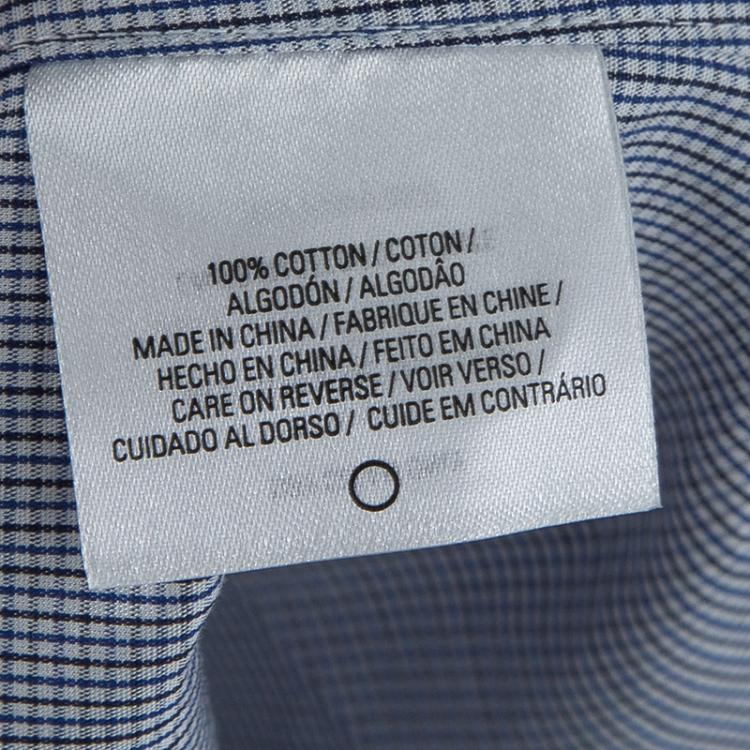 100% COTTON / COTON /
ALGODÓN / ALGODÂO
MADE IN CHINA / FABRIQUE EN CHINE /
HECHO EN CHINA / FEITO EM CHINA
CARE ON REVERSE / VOIR VERSO /
CUIDADO AL DORSO / CUIDE EM CONTRÁRIO